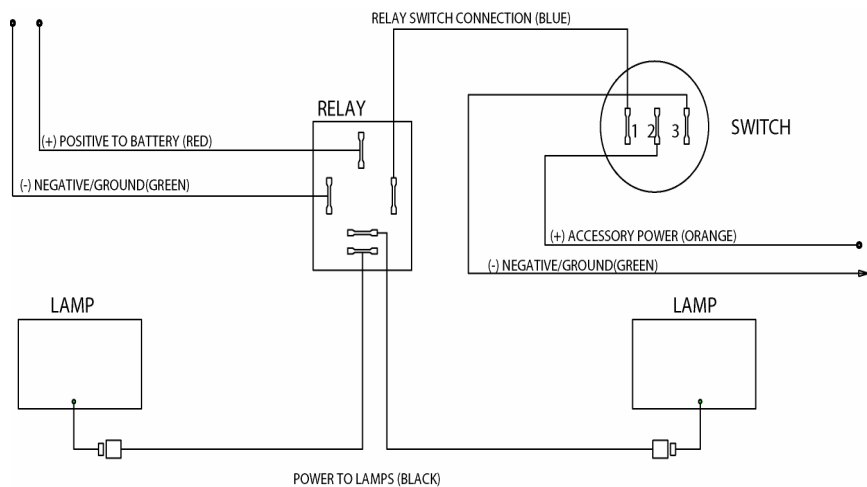 RELAY SWITCH CONNECTION (BLUE)
RELAY
1 2 3
SWITCH
(+) POSITIVE TO BATTERY (RED)
(-) NEGATIVE/GROUND(GREEN)
(+) ACCESSORY POWER (ORANGE)
(-) NEGATIVE/GROUND(GREEN)
LAMP
LAMP
POWER TO LAMPS (BLACK)